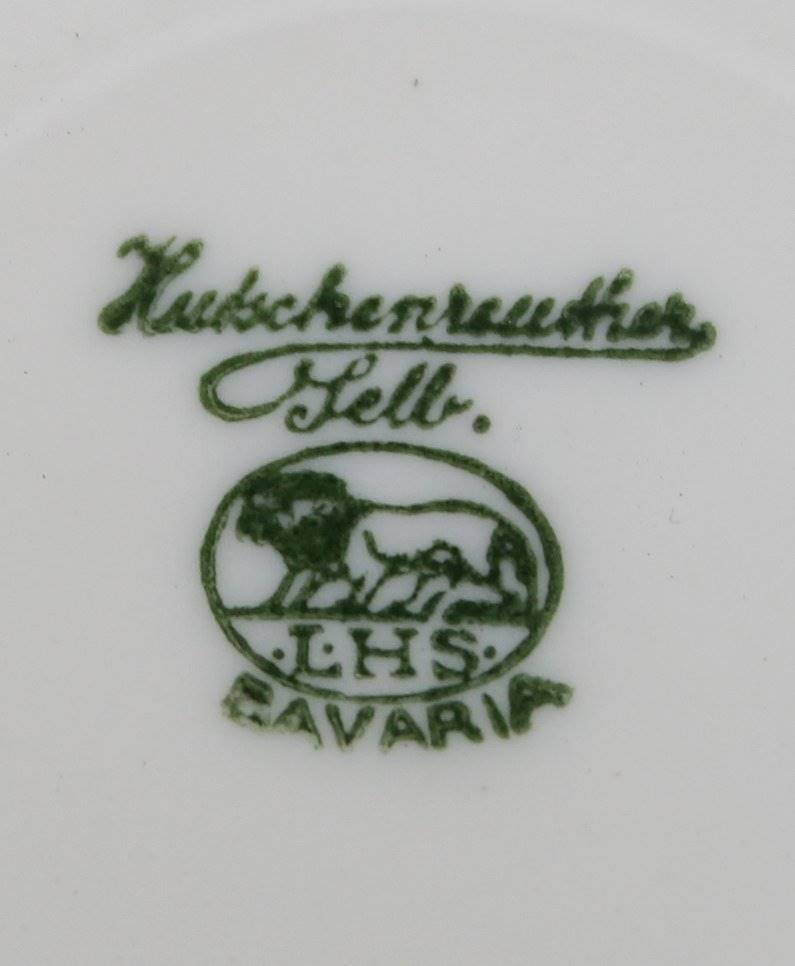 Hutschenreuther
Selb.
·L·H·S·
BAVARIA